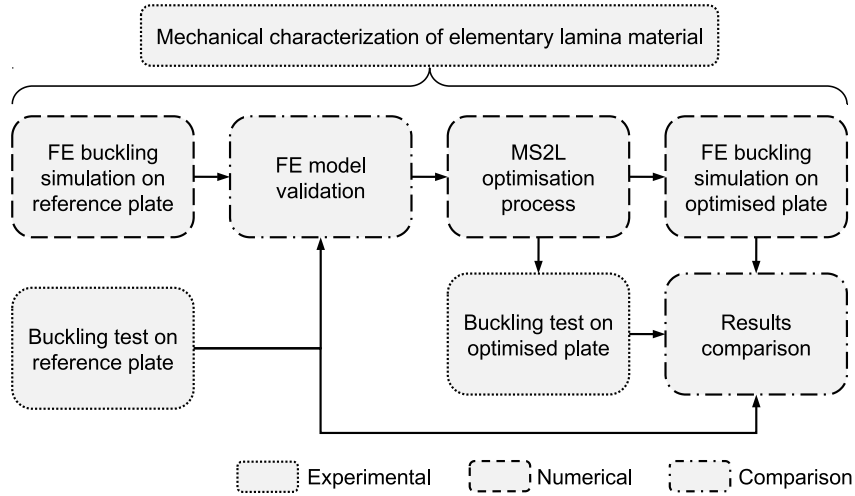 Mechanical characterization of elementary lamina material
FE buckling
simulation on
reference plate
FE model
validation
MS2L
optimisation
process
FE buckling
simulation on
optimised plate
Buckling test on
reference plate
Buckling test on
optimised plate
Results
comparison
Experimental
Numerical
Comparison